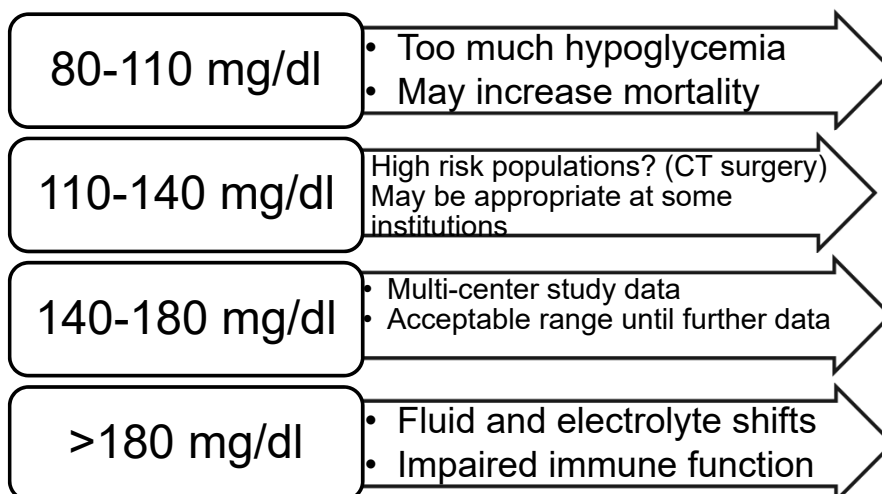 80-110 mg/dl
• Too much hypoglycemia
• May increase mortality
110-140 mg/dl
High risk populations? (CT surgery)
May be appropriate at some
institutions
140-180 mg/dl
• Multi-center study data
• Acceptable range until further data
>180 mg/dl
• Fluid and electrolyte shifts
• Impaired immune function